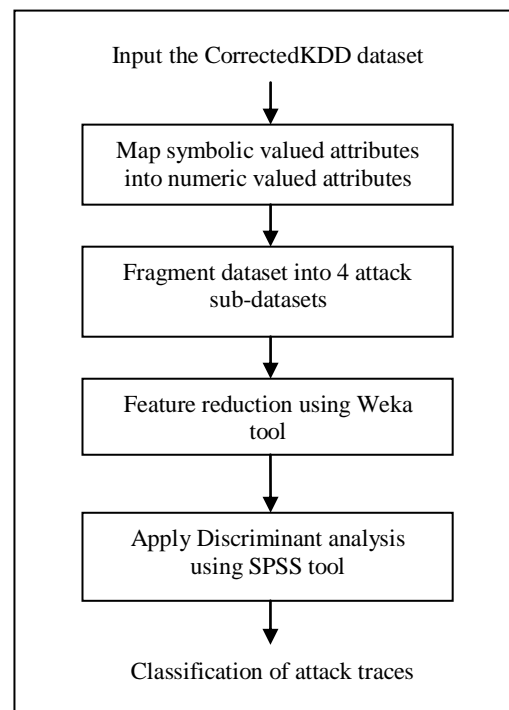 Input the CorrectedKDD dataset
Map symbolic valued attributes
into numeric valued attributes
Fragment dataset into 4 attack
sub-datasets
Feature reduction using Weka
tool
Apply Discriminant analysis
using SPSS tool
Classification of attack traces